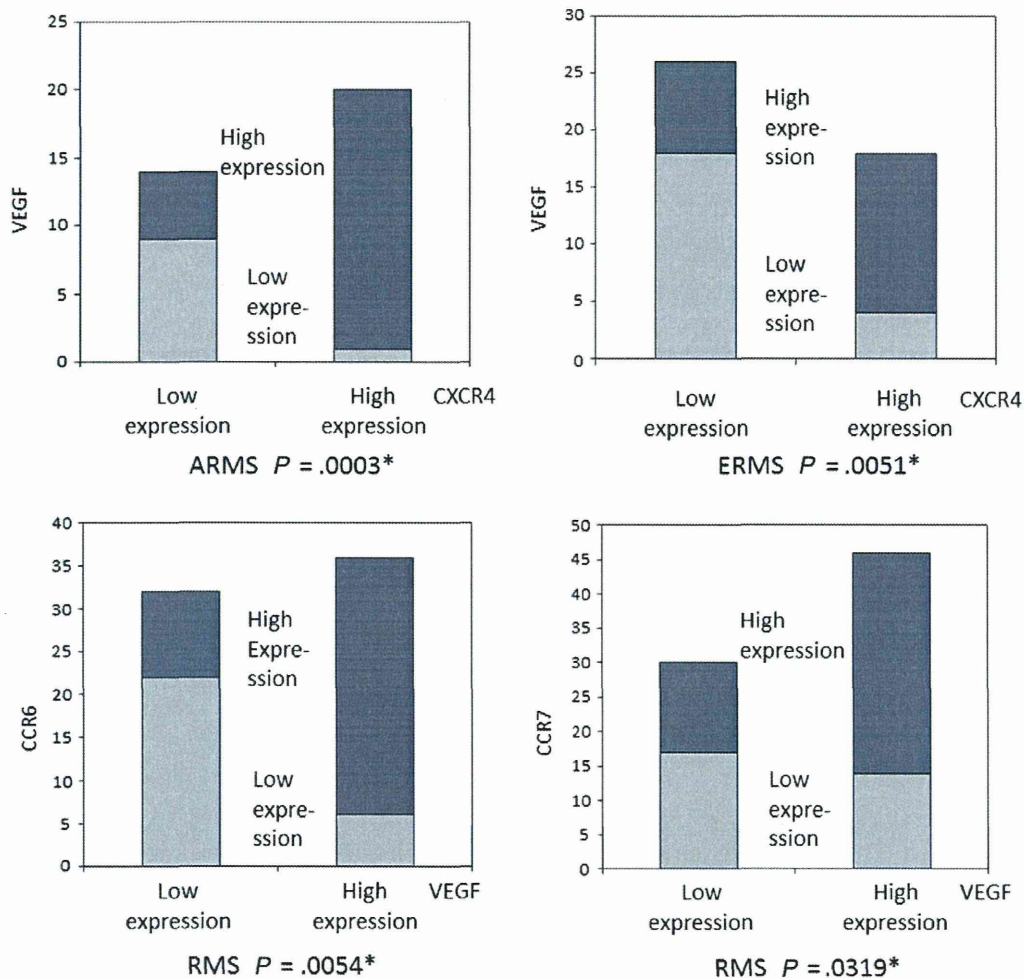 25
20
15
10
5
0
VEGF
High
expression
Low
expre-
ssion
Low
expression
High
expression
CXCR4
ARMS P = .0003*
30
25
20
15
10
5
0
VEGF
High
expre-
ssion
Low
expre-
ssion
Low
expression
High
expression
CXCR4
ERMS P = .0051*
40
35
30
25
20
15
10
5
0
CCR6
High
Expre-
ssion
Low
expre-
ssion
Low
expression
High
expression
VEGF
RMS P = .0054*
50
45
40
35
30
25
20
15
10
5
0
CCR7
High
expression
Low
expre-
ssion
Low
expression
High
expression
VEGF
RMS P = .0319*